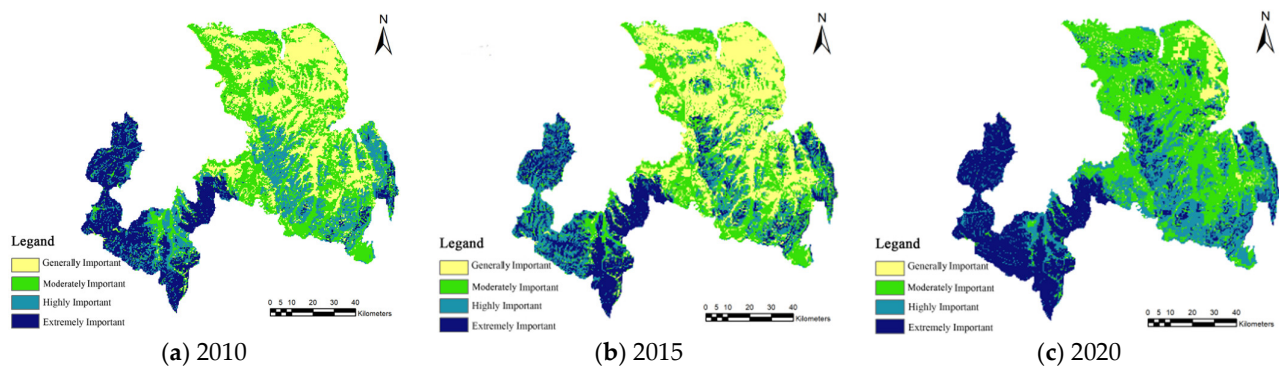 N
Legand
Generally Important
Moderately Important
Highly Important
Extremely Important
0 5 10 20 30 40
Kilometers
(a) 2010
N
Legand
Generally Important
Moderately Important
Highly Important
Extremely Important
0 5 10 20 30 40
Kilometers
(b) 2015
N
Legand
Generally Important
Moderately Important
Highly Important
Extremely Important
0 5 10 20 30 40
Kilometers
(c) 2020